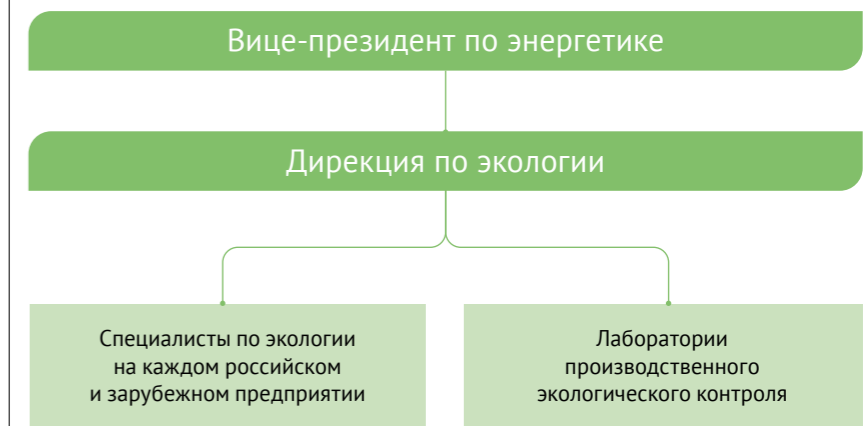 Вице-президент по энергетике
Дирекция по экологии
Специалисты по экологии
на каждом российском
и зарубежном предприятии
Лаборатории
производственного
экологического контроля